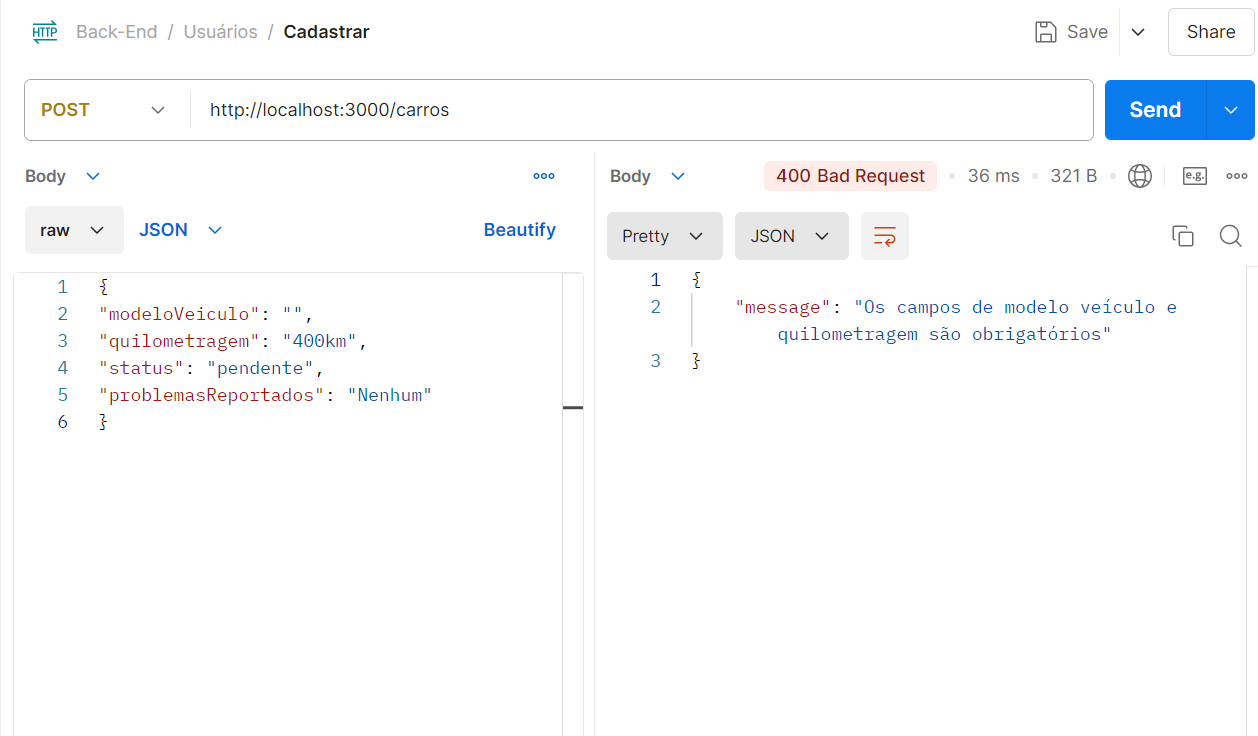 HTTP Back-End / Usuários / Cadastrar Save Share
POST http://localhost:3000/carros Send
Body
raw JSON Beautify
1 {
2 "modeloVeiculo": "",
3 "quilometragem": "400km",
4 "status": "pendente",
5 "problemasReportados": "Nenhum"
6 }
Body 400 Bad Request 36 ms 321 B e.g.
Pretty JSON
1 {
2 "message": "Os campos de modelo veículo e
quilometragem são obrigatórios"
3 }